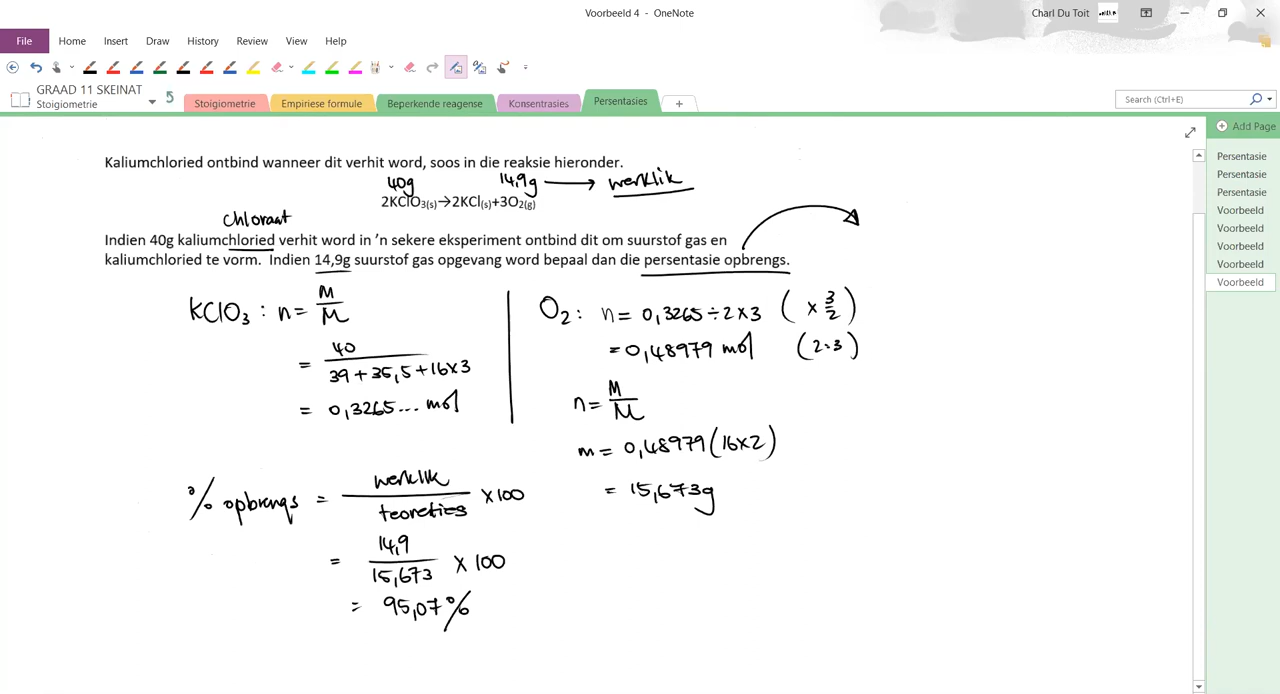 Voorbeeld 4 - OneNote
Charl Du Toit
File Home Insert Draw History Review View Help
GRAAD 11 SKEINAT
Stoigiometrie
Stoigiometrie Empiriese formule Beperkende reagense Konsentrasies Persentasies +
Search (Ctrl+E)
Add Page
Persentasie
Persentasie
Persentasie
Voorbeeld
Voorbeeld
Voorbeeld
Voorbeeld
Voorbeeld
Kaliumchloried ontbind wanneer dit verhit word, soos in die reaksie hieronder.
40g 14,9g → werklik
2KClO3(s)→2KCl(s)+3O2(g)
chloraat
Indien 40g kaliumchloried verhit word in 'n sekere eksperiment ontbind dit om suurstof gas en
kaliumchloried te vorm. Indien 14,9g suurstof gas opgevang word bepaal dan die persentasie opbrengs.
KClO3 : n = m/M
= 40/(39+35,5+16×3)
= 0,3265... mol
O2: n = 0,3265 ÷ 2 × 3 (× 3/2)
= 0,48979 mol (2:3)
n = m/M
m = 0,48979 (16×2)
= 15,673g
% opbrengs = werklik/teoreties × 100
= 14,9/15,673 × 100
= 95,07%